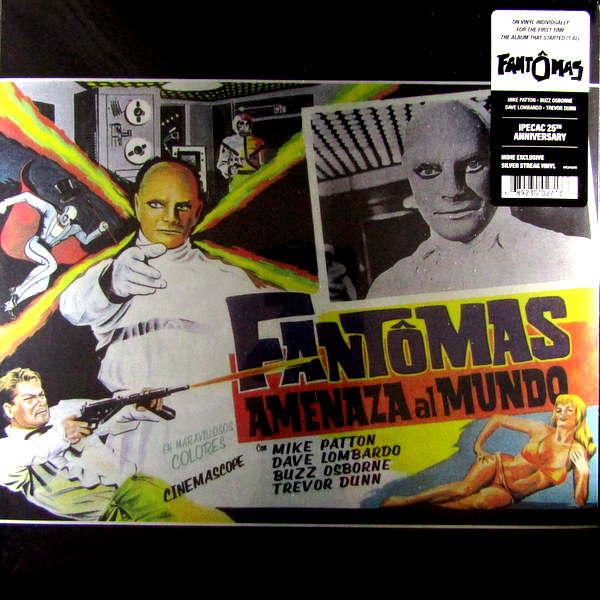 ON VINYL INDIVIDUALLY
FOR THE FIRST TIME
THE ALBUM THAT STARTED IT ALL
FANTÔMAS
MIKE PATTON • BUZZ OSBORNE
DAVE LOMBARDO • TREVOR DUNN
IPECAC 25TH
ANNIVERSARY
INDIE EXCLUSIVE
SILVER STREAK VINYL
FANTÔMAS
AMENAZA al MUNDO
EN MARAVILLOSOS
COLORES
CINEMASCOPE
Con MIKE PATTON
DAVE LOMBARDO
BUZZ OSBORNE
TREVOR DUNN